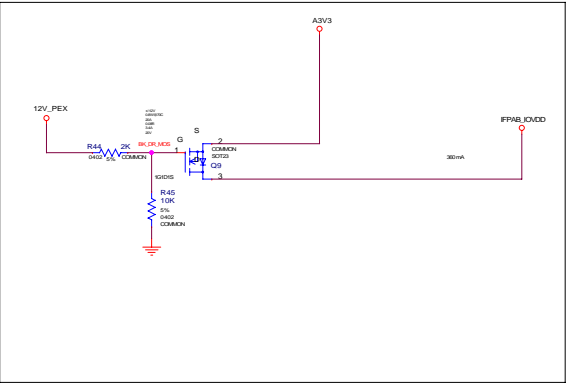 A3V3
12V_PEX
IFPAB_IOVDD
S
G
R44
2K
BK_DR_MOS
1
2
COMMON
SOT23
0402
5%
COMMON
Q9
380mA
3
1G1D1S
R45
10K
5%
0402
COMMON